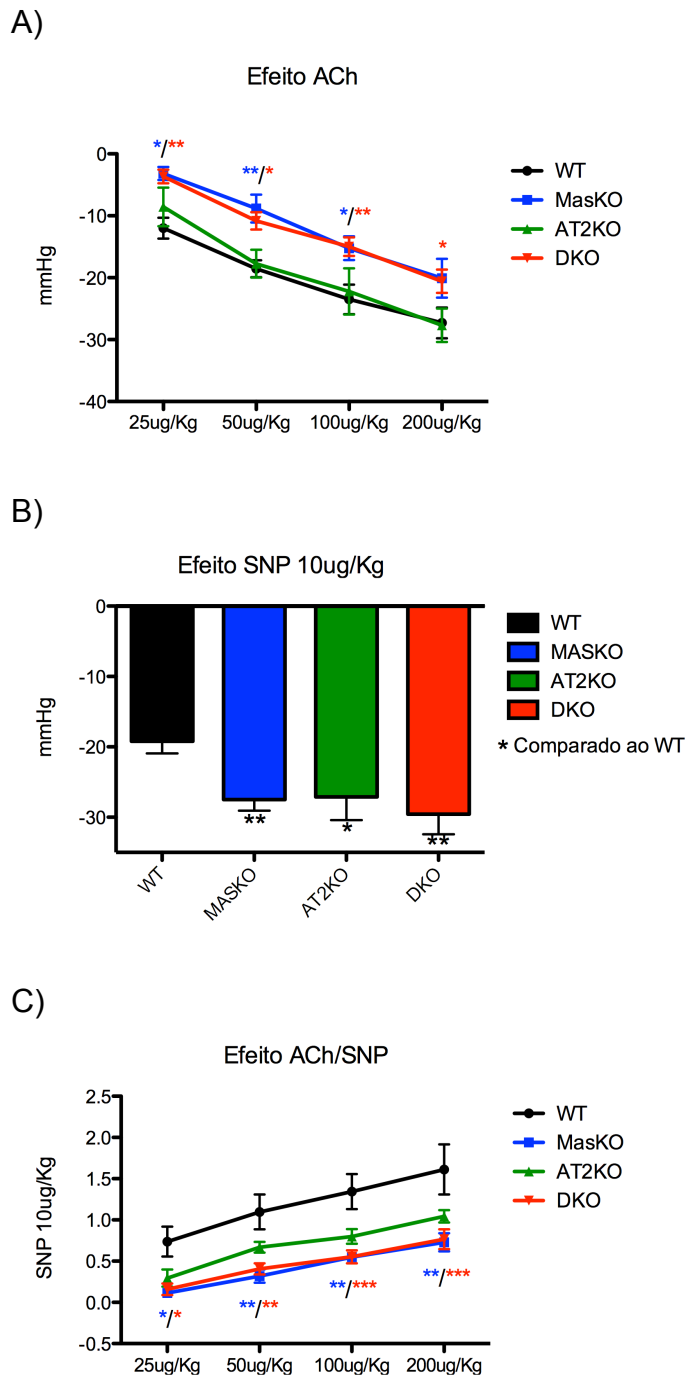 A)
Efeito ACh
*/** **/* */** *
0
-10
-20
-30
-40
mmHg
25ug/Kg 50ug/Kg 100ug/Kg 200ug/Kg
WT
MasKO
AT2KO
DKO
B)
Efeito SNP 10ug/Kg
0
-10
-20
-30
mmHg
** * **
WT MASKO AT2KO DKO
WT
MASKO
AT2KO
DKO
* Comparado ao WT
C)
Efeito ACh/SNP
2.5
2.0
1.5
1.0
0.5
0.0
-0.5
SNP 10ug/Kg
*/* **/** **/*** **/***
25ug/Kg 50ug/Kg 100ug/Kg 200ug/Kg
WT
MasKO
AT2KO
DKO